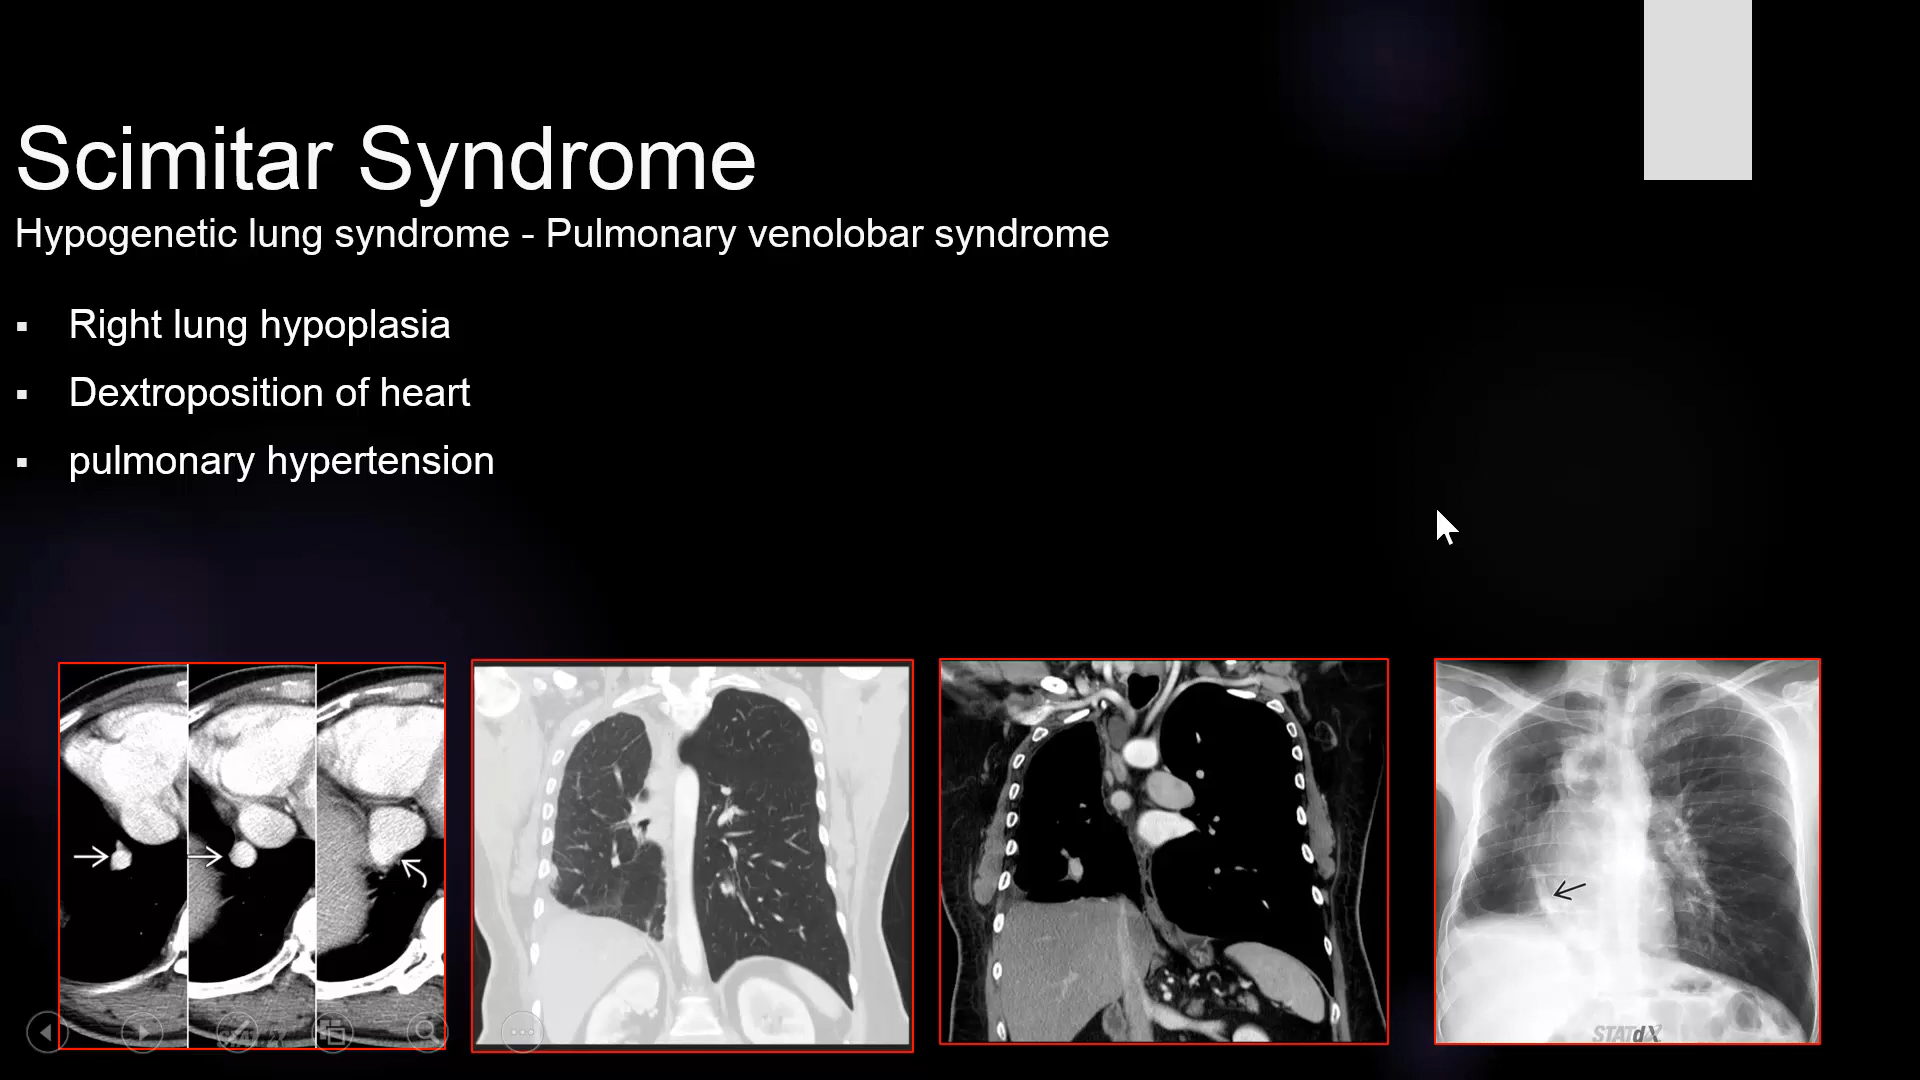 Scimitar Syndrome
Hypogenetic lung syndrome - Pulmonary venolobar syndrome
▪ Right lung hypoplasia
▪ Dextroposition of heart
▪ pulmonary hypertension
STATdX